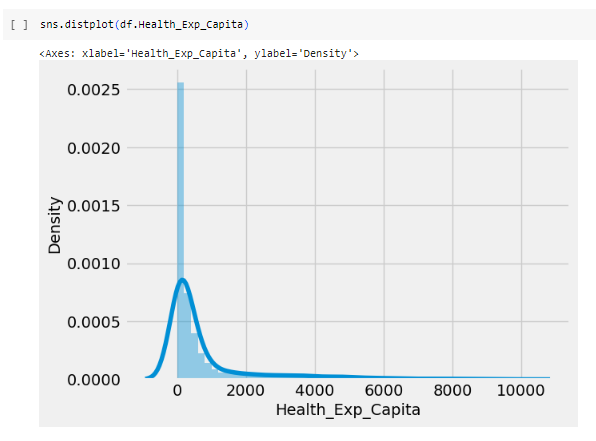 [ ] sns.distplot(df.Health_Exp_Capita)
<Axes: xlabel='Health_Exp_Capita', ylabel='Density'>
0.0025
0.0020
0.0015
Density
0.0010
0.0005
0.0000
0 2000 4000 6000 8000 10000
Health_Exp_Capita